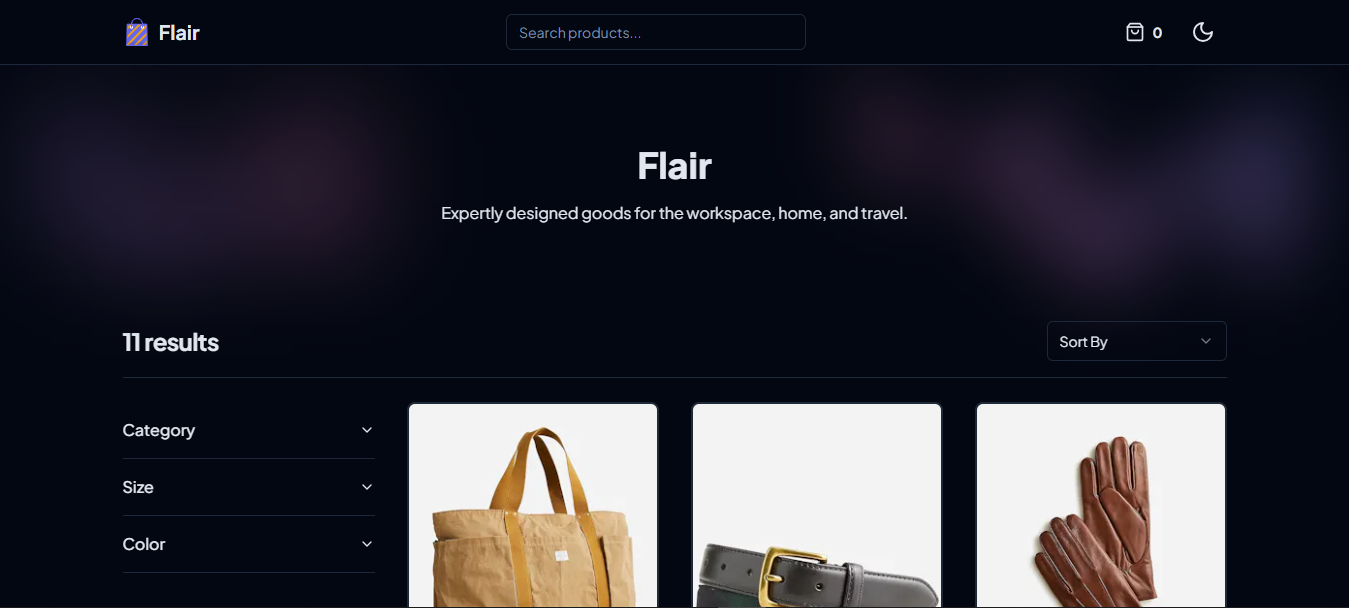 Flair
Search products...
0
Flair
Expertly designed goods for the workspace, home, and travel.
11 results
Sort By
Category
Size
Color